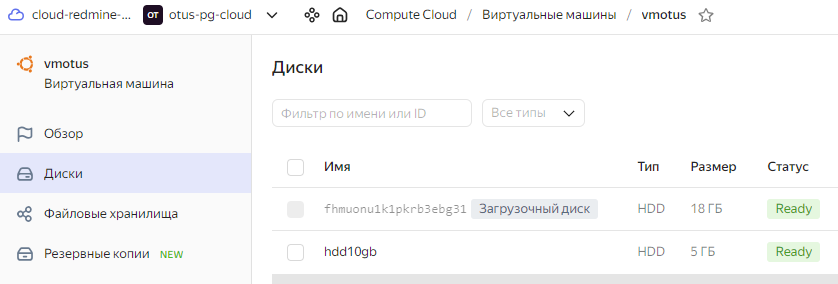 cloud-redmine-... от otus-pg-cloud Compute Cloud / Виртуальные машины / vmotus
vmotus
Виртуальная машина
Обзор
Диски
Файловые хранилища
Резервные копии NEW
Диски
Фильтр по имени или ID Все типы
Имя Тип Размер Статус
fhmuonu1k1pkrb3ebg31 Загрузочный диск HDD 18 ГБ Ready
hdd10gb HDD 5 ГБ Ready